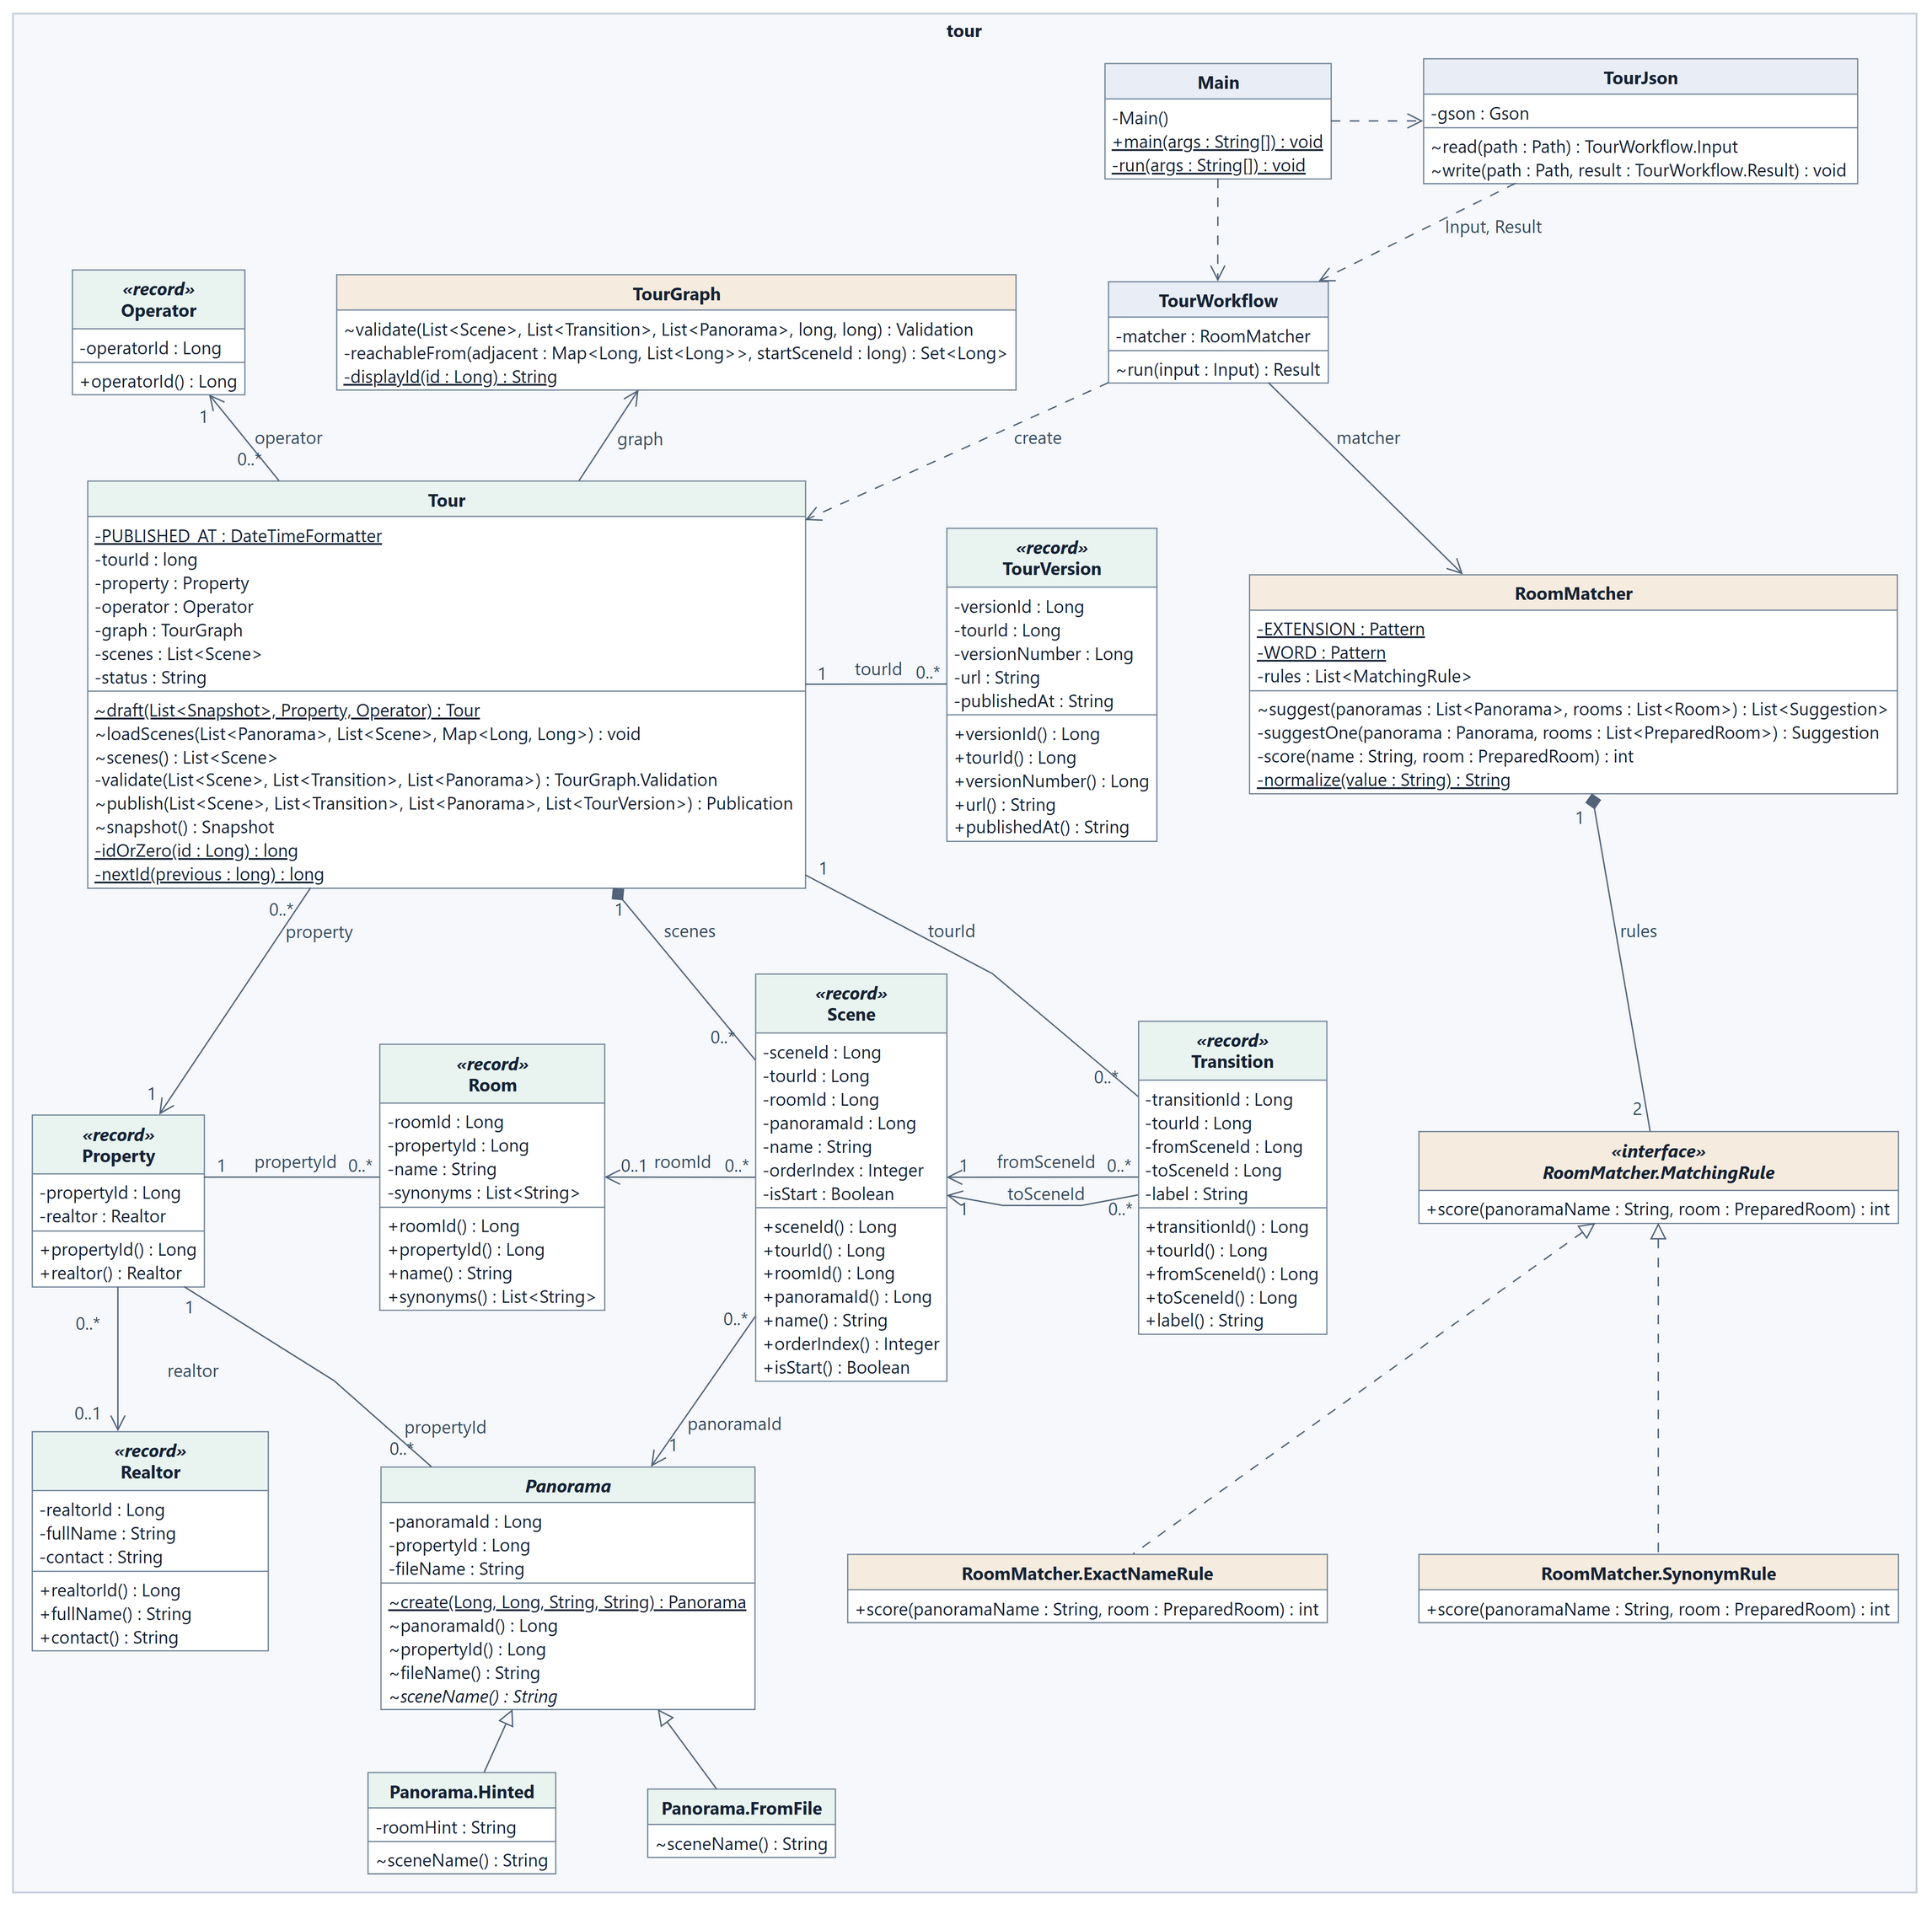 tour
Main
-Main()
+main(args : String[]) : void
-run(args : String[]) : void
TourJson
-gson : Gson
~read(path : Path) : TourWorkflow.Input
~write(path : Path, result : TourWorkflow.Result) : void
Input, Result
«record»
Operator
-operatorId : Long
+operatorId() : Long
TourGraph
~validate(List<Scene>, List<Transition>, List<Panorama>, long, long) : Validation
-reachableFrom(adjacent : Map<Long, List<Long>>, startSceneId : long) : Set<Long>
-displayId(id : Long) : String
TourWorkflow
-matcher : RoomMatcher
~run(input : Input) : Result
1
operator
0..*
graph
create
matcher
Tour
-PUBLISHED_AT : DateTimeFormatter
-tourId : long
-property : Property
-operator : Operator
-graph : TourGraph
-scenes : List<Scene>
-status : String
~draft(List<Snapshot>, Property, Operator) : Tour
~loadScenes(List<Panorama>, List<Scene>, Map<Long, Long>) : void
~scenes() : List<Scene>
-validate(List<Scene>, List<Transition>, List<Panorama>) : TourGraph.Validation
~publish(List<Scene>, List<Transition>, List<Panorama>, List<TourVersion>) : Publication
~snapshot() : Snapshot
-idOrZero(id : Long) : long
-nextId(previous : long) : long
1
tourId
0..*
«record»
TourVersion
-versionId : Long
-tourId : Long
-versionNumber : Long
-url : String
-publishedAt : String
+versionId() : Long
+tourId() : Long
+versionNumber() : Long
+url() : String
+publishedAt() : String
RoomMatcher
-EXTENSION : Pattern
-WORD : Pattern
-rules : List<MatchingRule>
~suggest(panoramas : List<Panorama>, rooms : List<Room>) : List<Suggestion>
-suggestOne(panorama : Panorama, rooms : List<PreparedRoom>) : Suggestion
-score(name : String, room : PreparedRoom) : int
-normalize(value : String) : String
0..*
property
1
1
scenes
0..*
1
tourId
0..*
1
rules
2
«record»
Property
-propertyId : Long
-realtor : Realtor
+propertyId() : Long
+realtor() : Realtor
1
propertyId
0..*
«record»
Room
-roomId : Long
-propertyId : Long
-name : String
-synonyms : List<String>
+roomId() : Long
+propertyId() : Long
+name() : String
+synonyms() : List<String>
0..1
roomId
0..*
«record»
Scene
-sceneId : Long
-tourId : Long
-roomId : Long
-panoramaId : Long
-name : String
-orderIndex : Integer
-isStart : Boolean
+sceneId() : Long
+tourId() : Long
+roomId() : Long
+panoramaId() : Long
+name() : String
+orderIndex() : Integer
+isStart() : Boolean
1
fromSceneId
0..*
1
toSceneId
0..*
«record»
Transition
-transitionId : Long
-tourId : Long
-fromSceneId : Long
-toSceneId : Long
-label : String
+transitionId() : Long
+tourId() : Long
+fromSceneId() : Long
+toSceneId() : Long
+label() : String
«interface»
RoomMatcher.MatchingRule
+score(panoramaName : String, room : PreparedRoom) : int
0..*
realtor
0..1
1
propertyId
0..*
0..*
panoramaId
1
«record»
Realtor
-realtorId : Long
-fullName : String
-contact : String
+realtorId() : Long
+fullName() : String
+contact() : String
Panorama
-panoramaId : Long
-propertyId : Long
-fileName : String
~create(Long, Long, String, String) : Panorama
~panoramaId() : Long
~propertyId() : Long
~fileName() : String
~sceneName() : String
RoomMatcher.ExactNameRule
+score(panoramaName : String, room : PreparedRoom) : int
RoomMatcher.SynonymRule
+score(panoramaName : String, room : PreparedRoom) : int
Panorama.Hinted
-roomHint : String
~sceneName() : String
Panorama.FromFile
~sceneName() : String